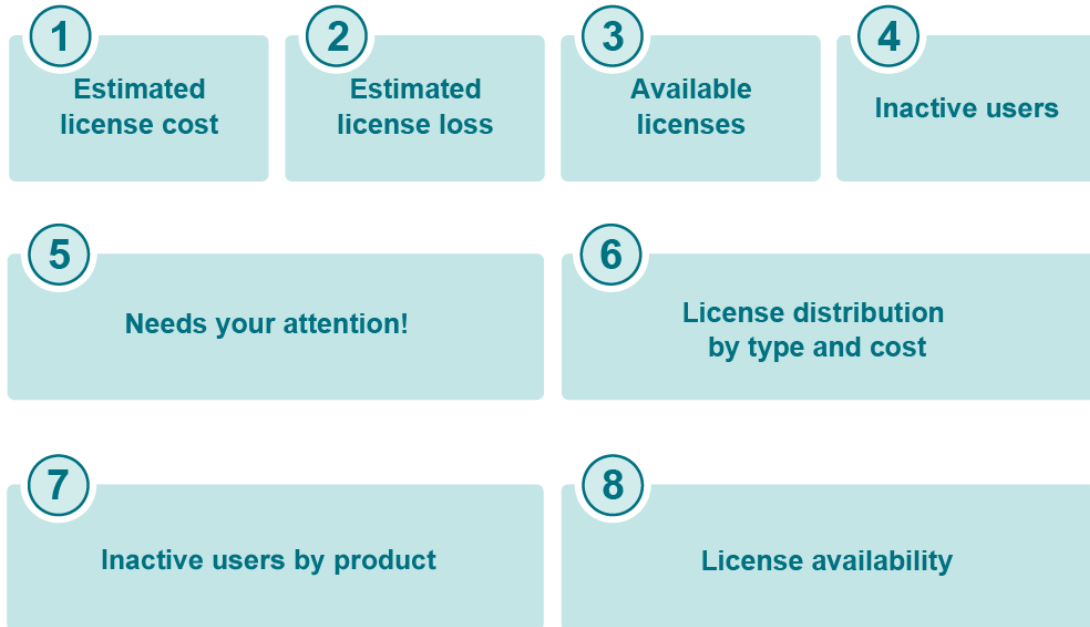 1
Estimated
license cost
2
Estimated
license loss
3
Available
licenses
4
Inactive users
5
Needs your attention!
6
License distribution
by type and cost
7
Inactive users by product
8
License availability